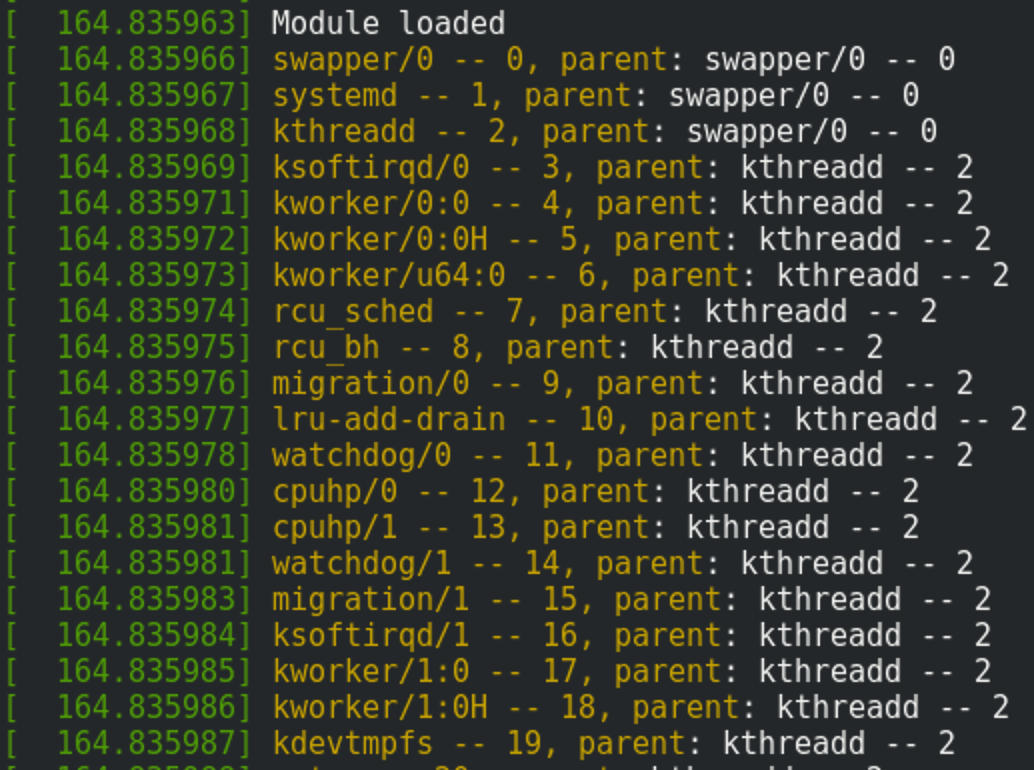 [  164.835963] Module loaded
[  164.835966] swapper/0 -- 0, parent: swapper/0 -- 0
[  164.835967] systemd -- 1, parent: swapper/0 -- 0
[  164.835968] kthreadd -- 2, parent: swapper/0 -- 0
[  164.835969] ksoftirqd/0 -- 3, parent: kthreadd -- 2
[  164.835971] kworker/0:0 -- 4, parent: kthreadd -- 2
[  164.835972] kworker/0:0H -- 5, parent: kthreadd -- 2
[  164.835973] kworker/u64:0 -- 6, parent: kthreadd -- 2
[  164.835974] rcu_sched -- 7, parent: kthreadd -- 2
[  164.835975] rcu_bh -- 8, parent: kthreadd -- 2
[  164.835976] migration/0 -- 9, parent: kthreadd -- 2
[  164.835977] lru-add-drain -- 10, parent: kthreadd -- 2
[  164.835978] watchdog/0 -- 11, parent: kthreadd -- 2
[  164.835980] cpuhp/0 -- 12, parent: kthreadd -- 2
[  164.835981] cpuhp/1 -- 13, parent: kthreadd -- 2
[  164.835981] watchdog/1 -- 14, parent: kthreadd -- 2
[  164.835983] migration/1 -- 15, parent: kthreadd -- 2
[  164.835984] ksoftirqd/1 -- 16, parent: kthreadd -- 2
[  164.835985] kworker/1:0 -- 17, parent: kthreadd -- 2
[  164.835986] kworker/1:0H -- 18, parent: kthreadd -- 2
[  164.835987] kdevtmpfs -- 19, parent: kthreadd -- 2